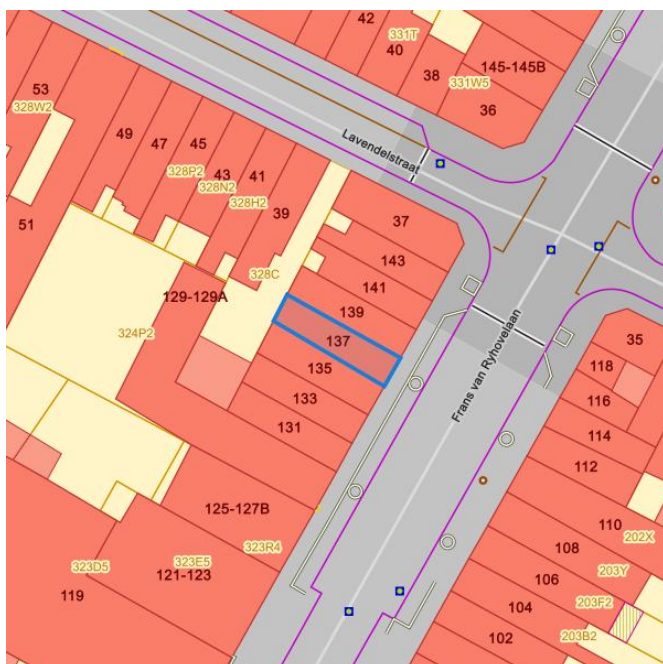 42
331T
40
145-145B
38
331W5
36
53
328W2
49
47
45
328P2
43
328N2
41
328H2
39
Lavendelstraat
51
37
143
328C
141
129-129A
139
324P2
137
135
133
131
Frans van Ryhovelaan
35
118
116
114
112
110
202X
125-127B
108
323R4
203Y
323E5
106
323D5
121-123
119
104
203F2
102
203B2